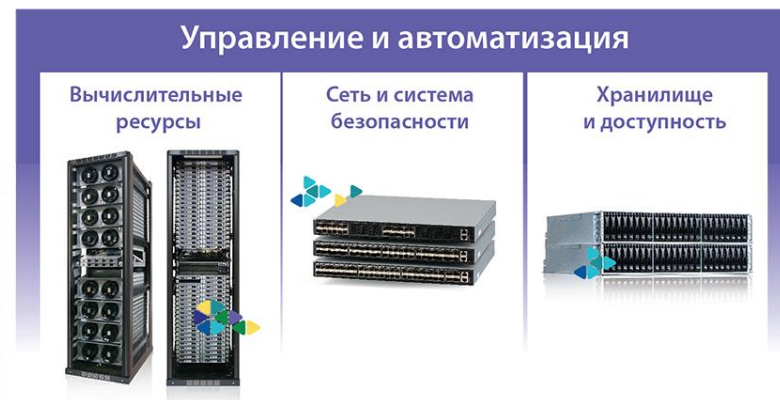 Управление и автоматизация
Вычислительные
ресурсы
Сеть и система
безопасности
Хранилище
и доступность